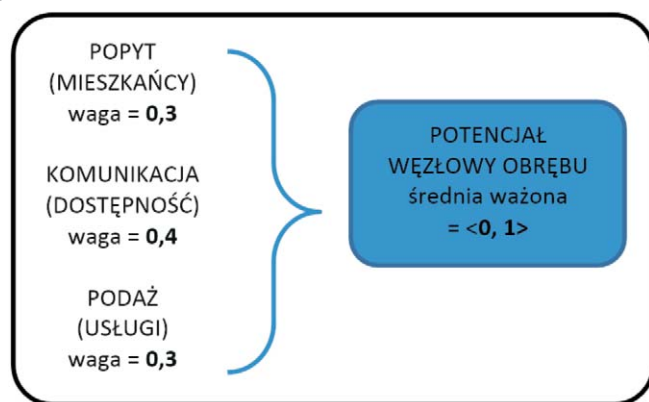 POPYT
(MIESZKAŃCY)
waga = 0,3
KOMUNIKACJA
(DOSTĘPNOŚĆ)
waga = 0,4
PODAŻ
(USŁUGI)
waga = 0,3
POTENCJAŁ
WĘZŁOWY OBRĘBU
średnia ważona
= <0, 1>